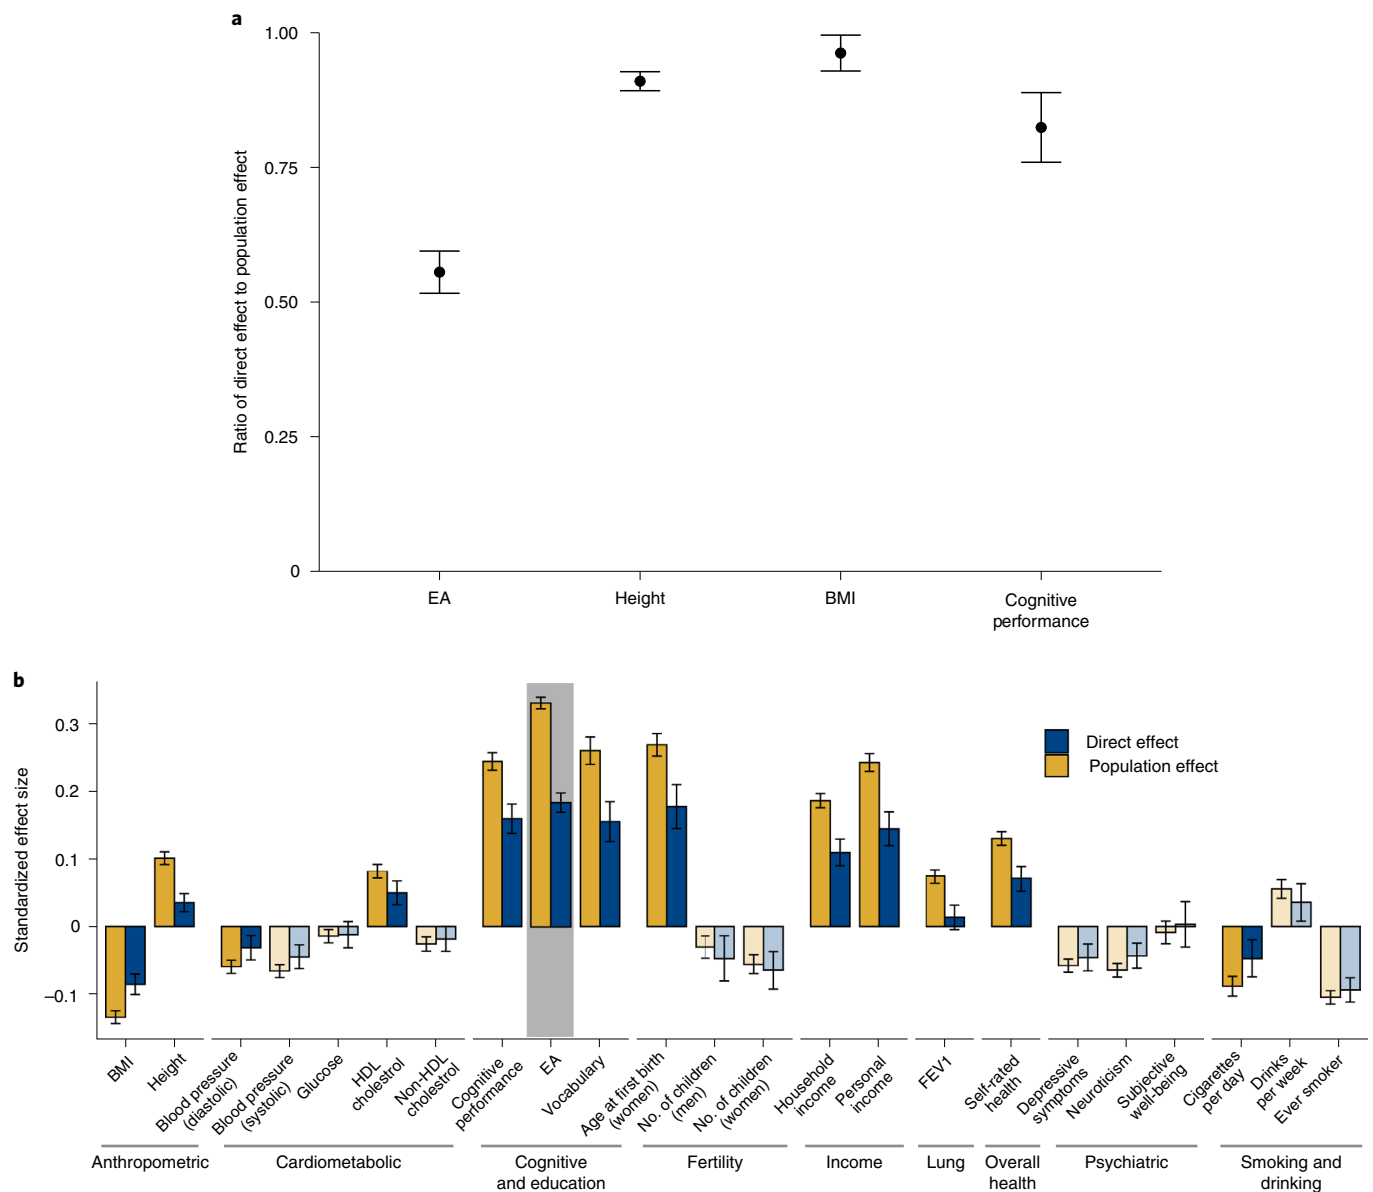 a
1.00
0.75
0.50
0.25
0
Ratio of direct effect to population effect
EA
Height
BMI
Cognitive
performance
b
0.3
0.2
0.1
0
–0.1
Standardized effect size
Direct effect
Population effect
BMI
Height
Blood pressure
(diastolic)
Blood pressure
(systolic)
Glucose
HDL
cholestrol
Non-HDL
cholestrol
Cognitive
performance
EA
Vocabulary
Age at first birth
(women)
No. of children
(men)
No. of children
(women)
Household
income
Personal
income
FEV1
Self-rated
health
Depressive
symptoms
Neuroticism
Subjective
well-being
Cigarettes
per day
Drinks
per week
Ever smoker
Anthropometric
Cardiometabolic
Cognitive
and education
Fertility
Income
Lung
Overall
health
Psychiatric
Smoking and
drinking